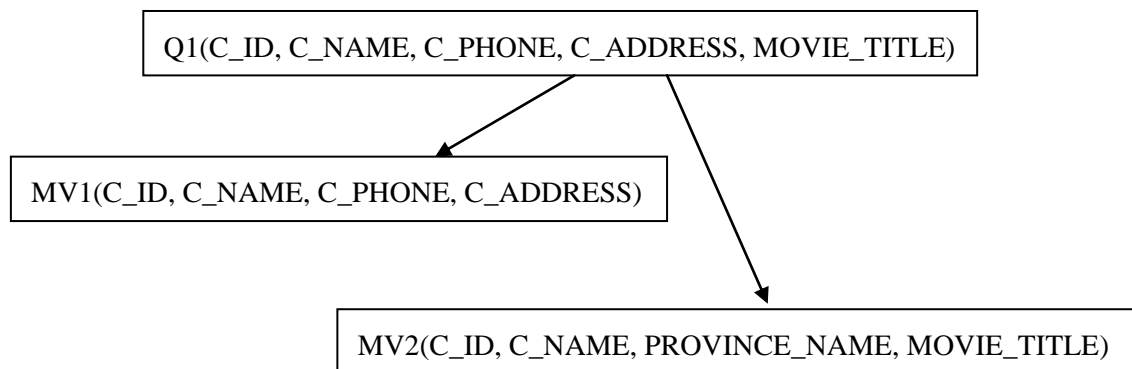 Q1(C_ID, C_NAME, C_PHONE, C_ADDRESS, MOVIE_TITLE)
MV1(C_ID, C_NAME, C_PHONE, C_ADDRESS)
MV2(C_ID, C_NAME, PROVINCE_NAME, MOVIE_TITLE)